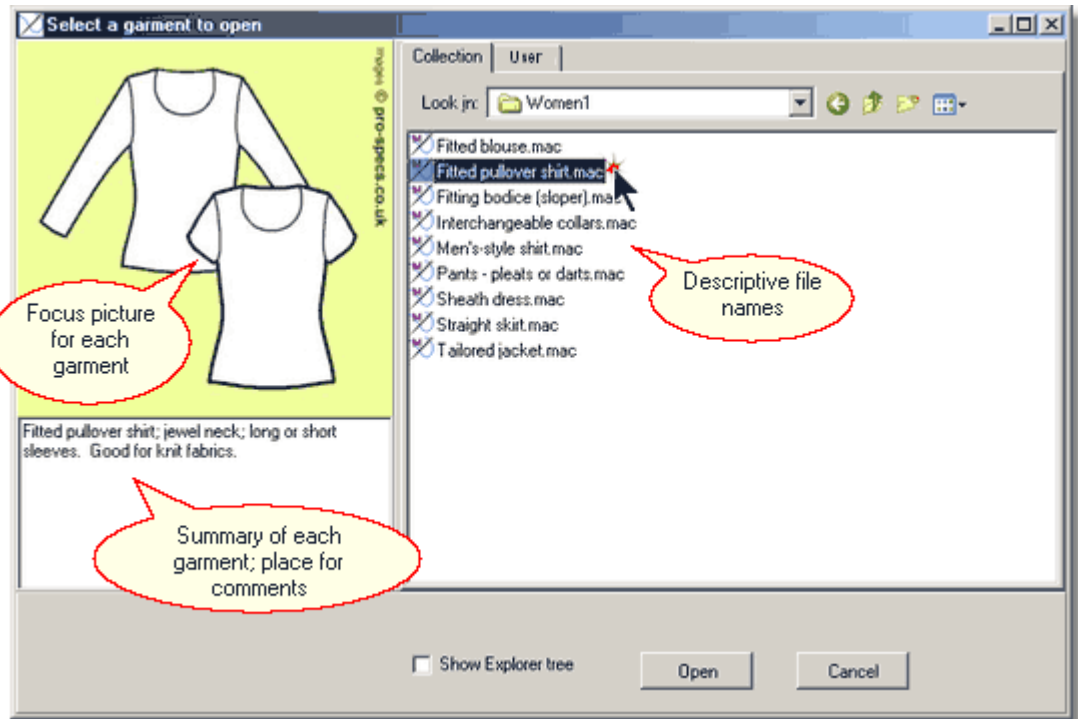 Select a garment to open
images © pro-specs.co.uk
Collection
User
Look in:
Women1
Fitted blouse.mac
Fitted pullover shirt.mac
Fitting bodice (sloper).mac
Interchangeable collars.mac
Men's-style shirt.mac
Pants - pleats or darts.mac
Sheath dress.mac
Straight skirt.mac
Tailored jacket.mac
Descriptive file
names
Focus picture
for each
garment
Fitted pullover shirt; jewel neck; long or short
sleeves.  Good for knit fabrics.
Summary of each
garment; place for
comments
Show Explorer tree
Open
Cancel